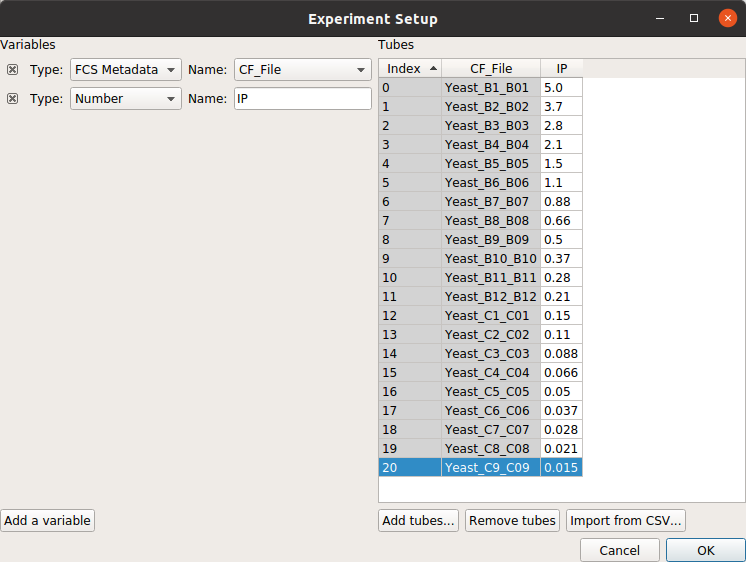 Experiment Setup
Variables
Type: FCS Metadata Name: CF_File
Type: Number Name: IP
Add a variable
Tubes
Index CF_File IP
0 Yeast_B1_B01 5.0
1 Yeast_B2_B02 3.7
2 Yeast_B3_B03 2.8
3 Yeast_B4_B04 2.1
4 Yeast_B5_B05 1.5
5 Yeast_B6_B06 1.1
6 Yeast_B7_B07 0.88
7 Yeast_B8_B08 0.66
8 Yeast_B9_B09 0.5
9 Yeast_B10_B10 0.37
10 Yeast_B11_B11 0.28
11 Yeast_B12_B12 0.21
12 Yeast_C1_C01 0.15
13 Yeast_C2_C02 0.11
14 Yeast_C3_C03 0.088
15 Yeast_C4_C04 0.066
16 Yeast_C5_C05 0.05
17 Yeast_C6_C06 0.037
18 Yeast_C7_C07 0.028
19 Yeast_C8_C08 0.021
20 Yeast_C9_C09 0.015
Add tubes... Remove tubes Import from CSV...
Cancel OK